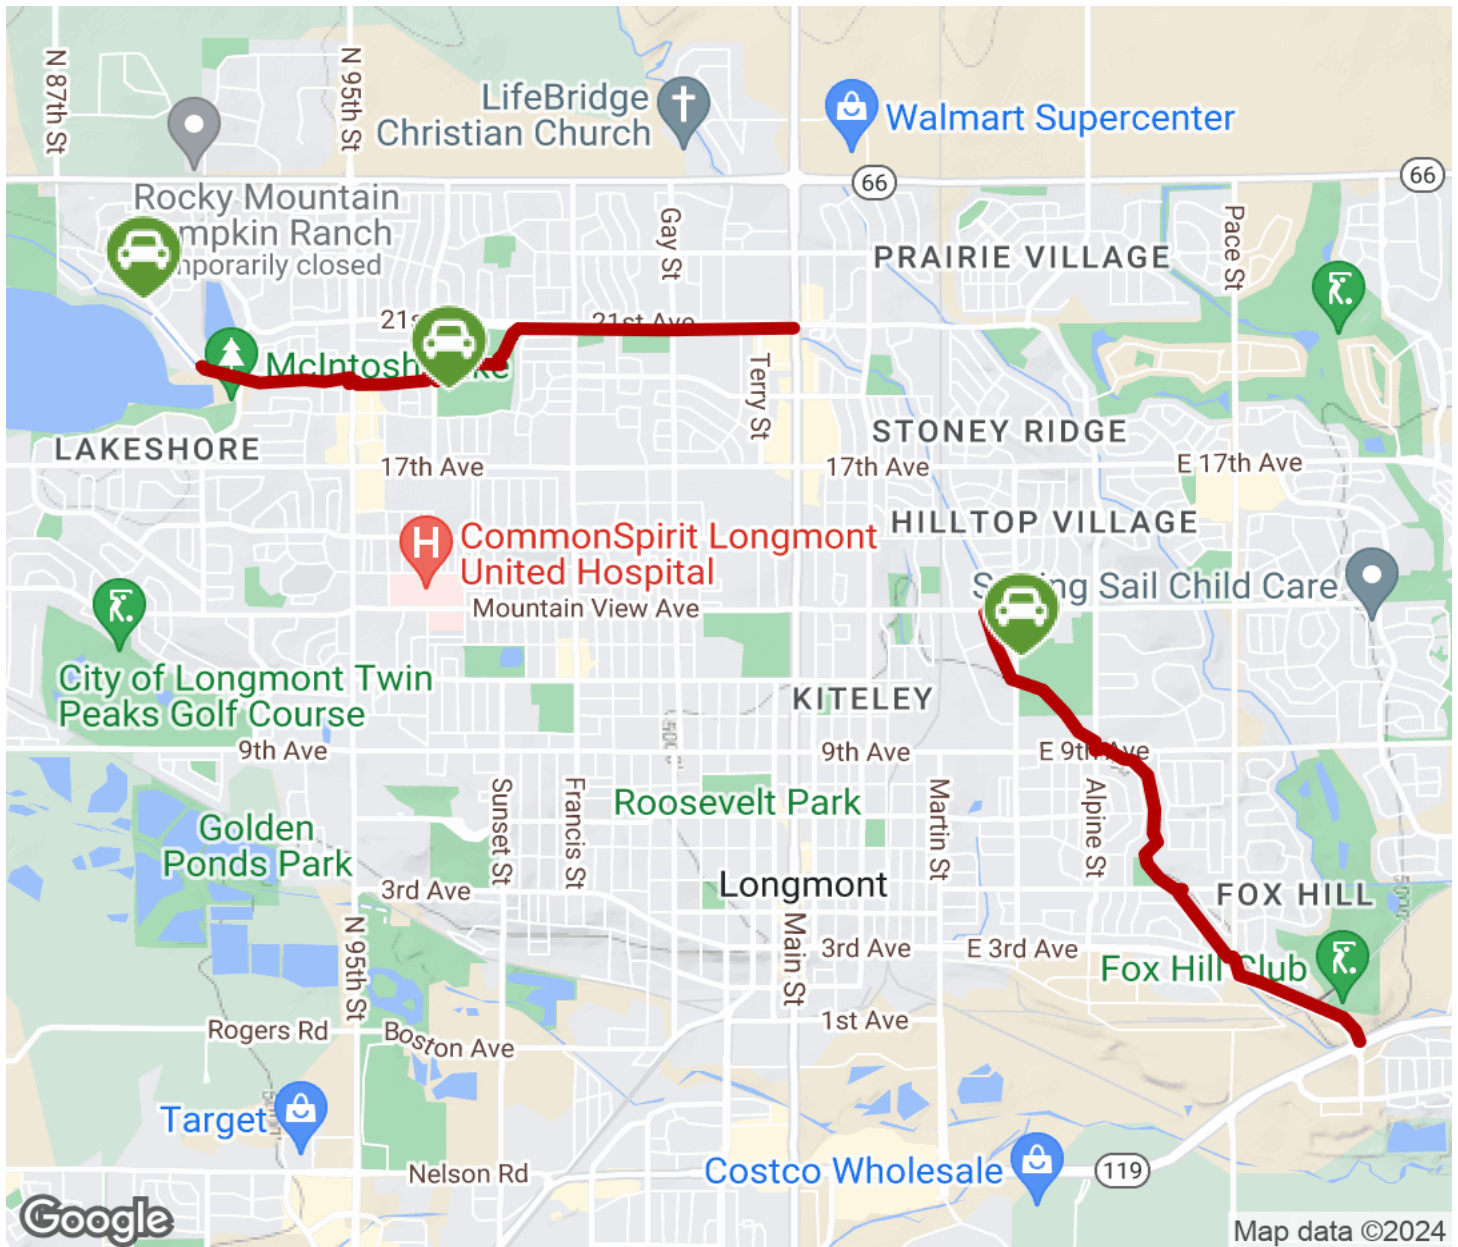 N 87th St
N 95th St
LifeBridge
Christian Church
Walmart Supercenter
66
66
Rocky Mountain
mpkin Ranch
mporarily closed
Gay St
Pace St
PRAIRIE VILLAGE
21st Ave
McIntosh
Terry St
LAKESHORE
STONEY RIDGE
17th Ave
17th Ave
E 17th Ave
HILLTOP VILLAGE
H
CommonSpirit Longmont
United Hospital
Mountain View Ave
ng Sail Child Care
City of Longmont Twin
Peaks Golf Course
KITELEY
9th Ave
9th Ave
E 9th Ave
Sunset St
Francis St
Roosevelt Park
Martin St
Alpine St
Golden
Ponds Park
3rd Ave
Longmont
FOX HILL
N 95th St
Main St
3rd Ave
E 3rd Ave
Fox Hill Club
Rogers Rd
Boston Ave
1st Ave
Target
Nelson Rd
Costco Wholesale
119
Google
Map data ©2024